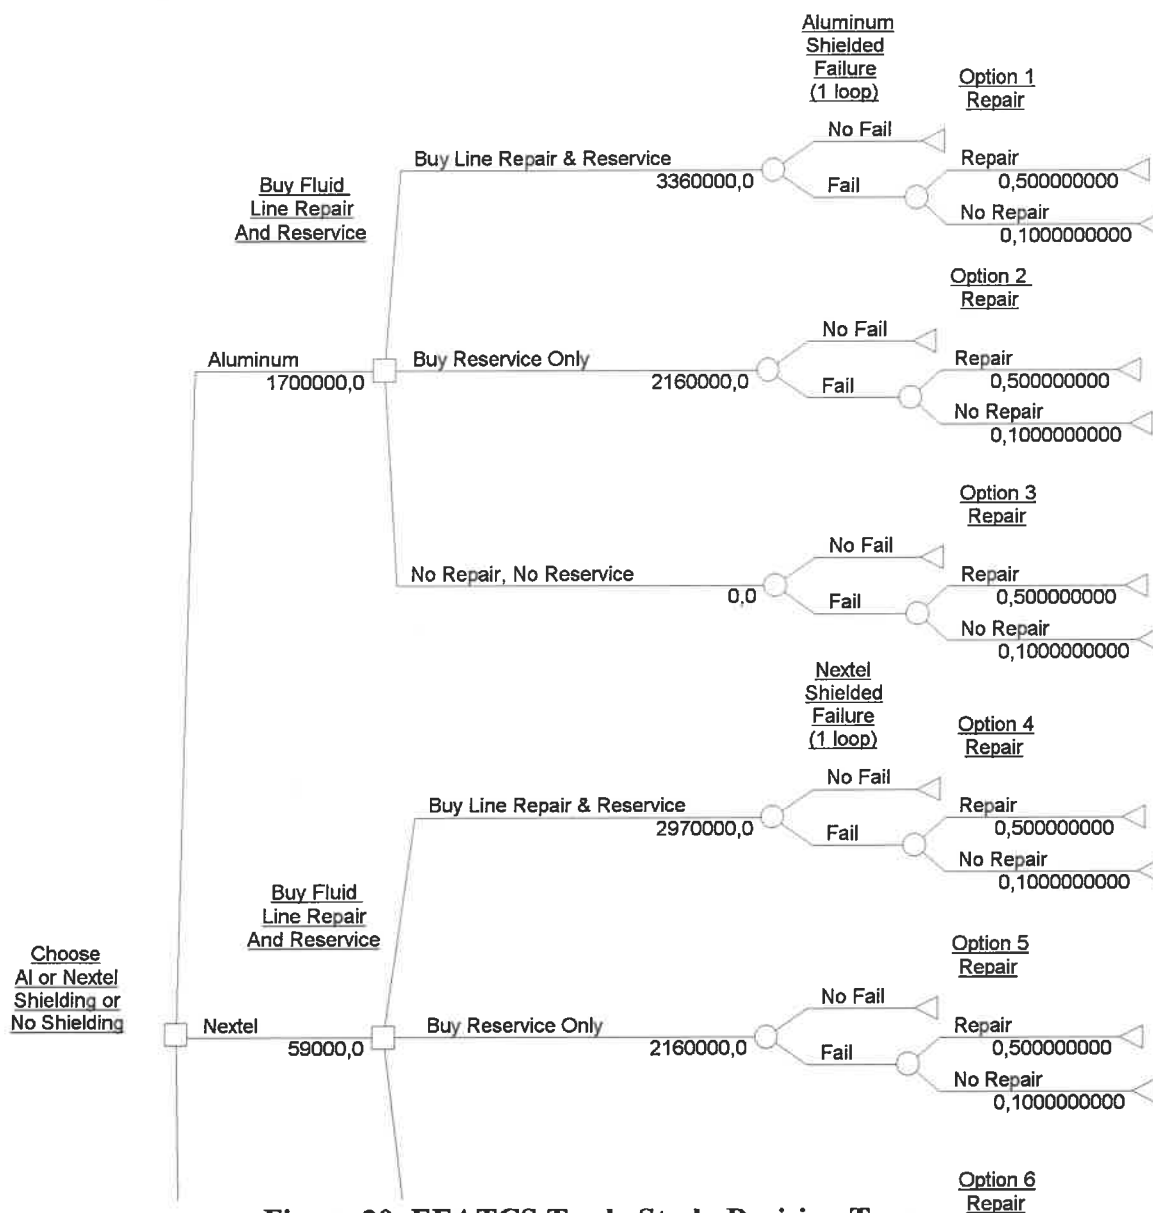 Aluminum
Shielded
Failure
(1 loop)
Option 1
Repair
No Fail
Buy Line Repair & Reservice
3360000,0
Fail
Repair
0,500000000
No Repair
0,1000000000
Buy Fluid
Line Repair
And Reservice
Option 2
Repair
No Fail
Aluminum
1700000,0
Buy Reservice Only
2160000,0
Fail
Repair
0,500000000
No Repair
0,1000000000
Option 3
Repair
No Fail
No Repair, No Reservice
0,0
Fail
Repair
0,500000000
No Repair
0,1000000000
Nextel
Shielded
Failure
(1 loop)
Option 4
Repair
No Fail
Buy Line Repair & Reservice
2970000,0
Fail
Repair
0,500000000
No Repair
0,1000000000
Buy Fluid
Line Repair
And Reservice
Choose
Al or Nextel
Shielding or
No Shielding
Option 5
Repair
No Fail
Nextel
59000,0
Buy Reservice Only
2160000,0
Fail
Repair
0,500000000
No Repair
0,1000000000
Option 6
Repair